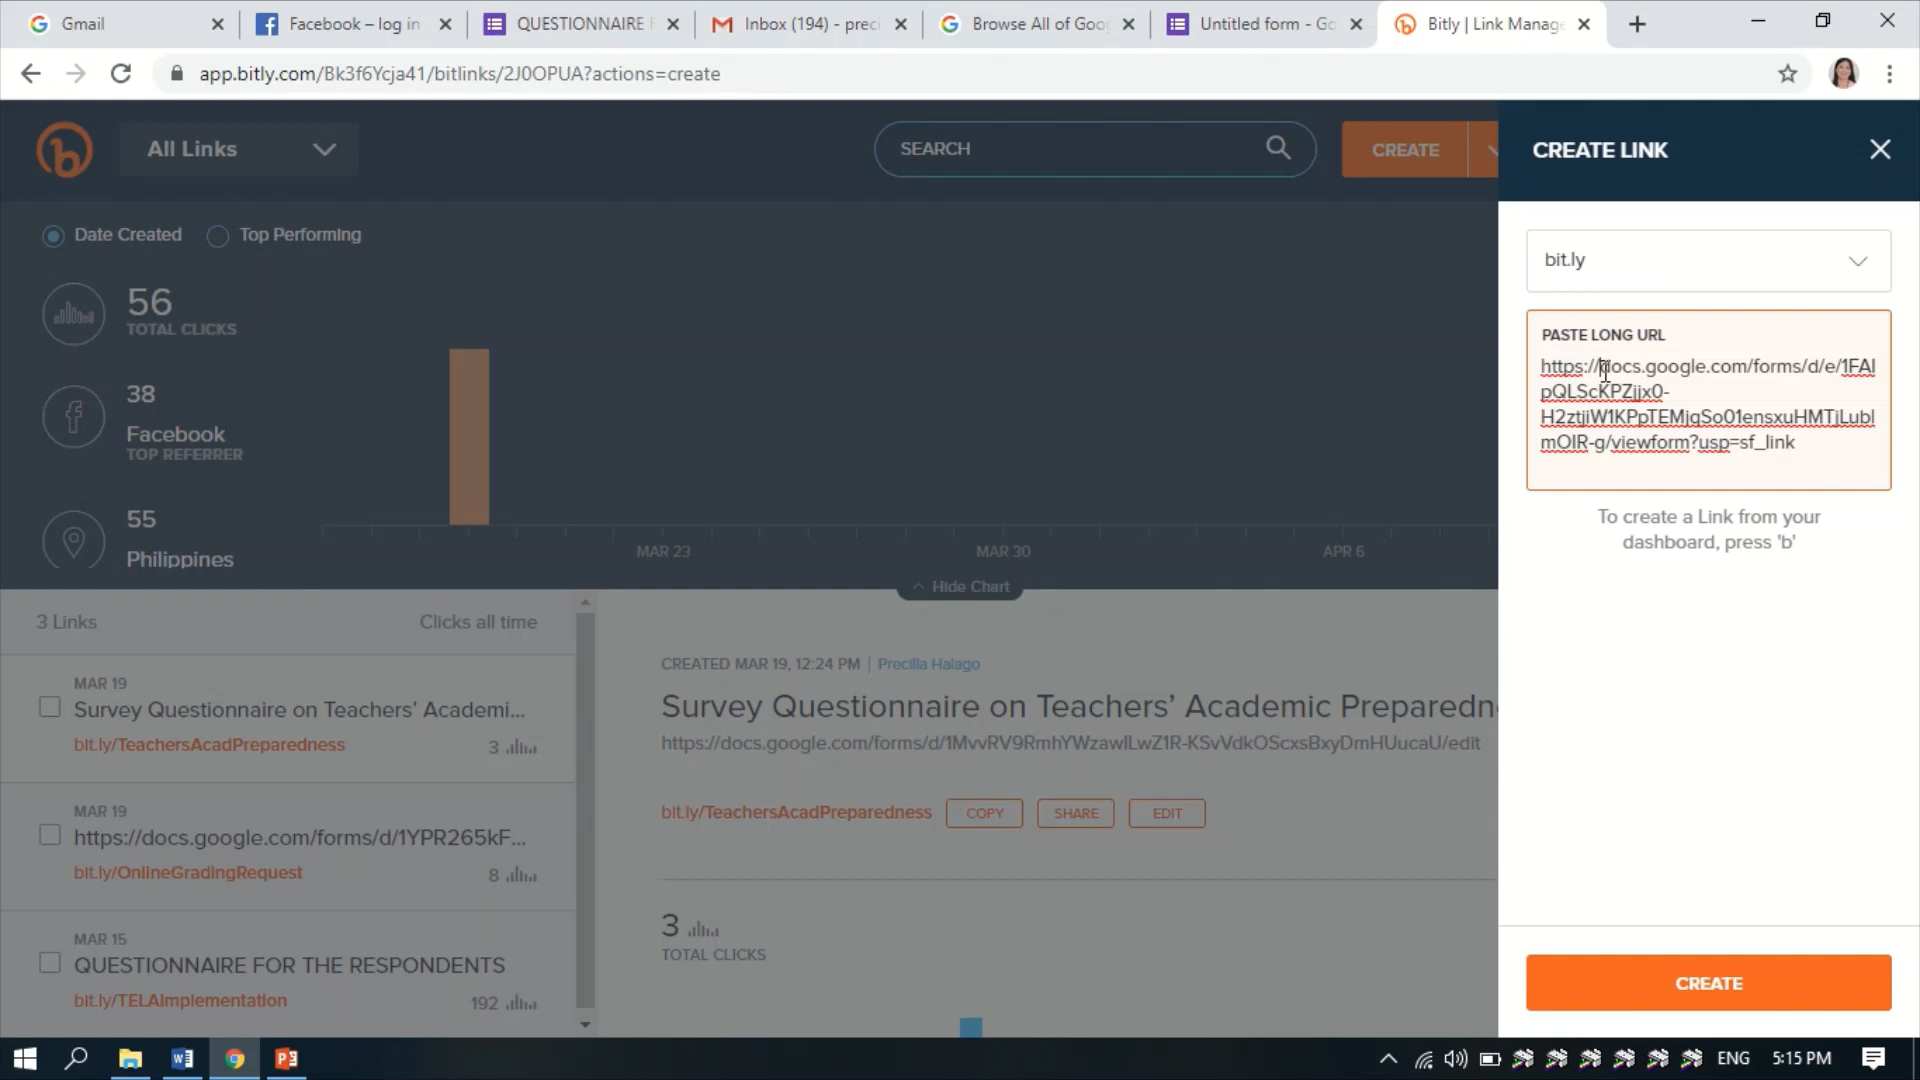 Gmail
Facebook – log in
QUESTIONNAIRE F
Inbox (194) - prec
Browse All of Goo
Untitled form - Go
Bitly | Link Manage
app.bitly.com/Bk3f6Ycja41/bitlinks/2J0OPUA?actions=create
All Links
SEARCH
CREATE
CREATE LINK
Date Created
Top Performing
bit.ly
56
TOTAL CLICKS
PASTE LONG URL
https://docs.google.com/forms/d/e/1FAI
pQLScKPZjjx0-
H2ztjiW1KPpTEMjqSo01ensxuHMTjLubl
mOIR-g/viewform?usp=sf_link
38
Facebook
TOP REFERRER
55
Philippines
To create a Link from your
dashboard, press 'b'
MAR 23
MAR 30
APR 6
Hide Chart
3 Links
Clicks all time
MAR 19
Survey Questionnaire on Teachers’ Academi...
bit.ly/TeachersAcadPreparedness
3
MAR 19
https://docs.google.com/forms/d/1YPR265kF...
bit.ly/OnlineGradingRequest
8
MAR 15
QUESTIONNAIRE FOR THE RESPONDENTS
bit.ly/TELAImplementation
192
CREATED MAR 19, 12:24 PM | Precilla Halago
Survey Questionnaire on Teachers’ Academic Preparedn
https://docs.google.com/forms/d/1MvvRV9RmhYWzawILwZ1R-KSvVdkOScxsBxyDmHUucaU/edit
bit.ly/TeachersAcadPreparedness
COPY
SHARE
EDIT
3
TOTAL CLICKS
CREATE
ENG
5:15 PM